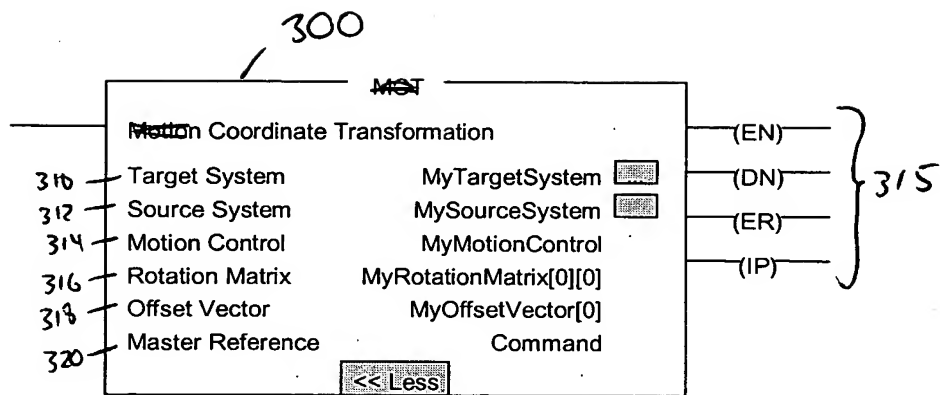 300
MCT
Motion Coordinate Transformation
(EN)
310 Target System MyTargetSystem (DN)
312 Source System MySourceSystem (ER)
315
314 Motion Control MyMotionControl
316 Rotation Matrix MyRotationMatrix[0][0] (IP)
318 Offset Vector MyOffsetVector[0]
320 Master Reference Command
<< Less